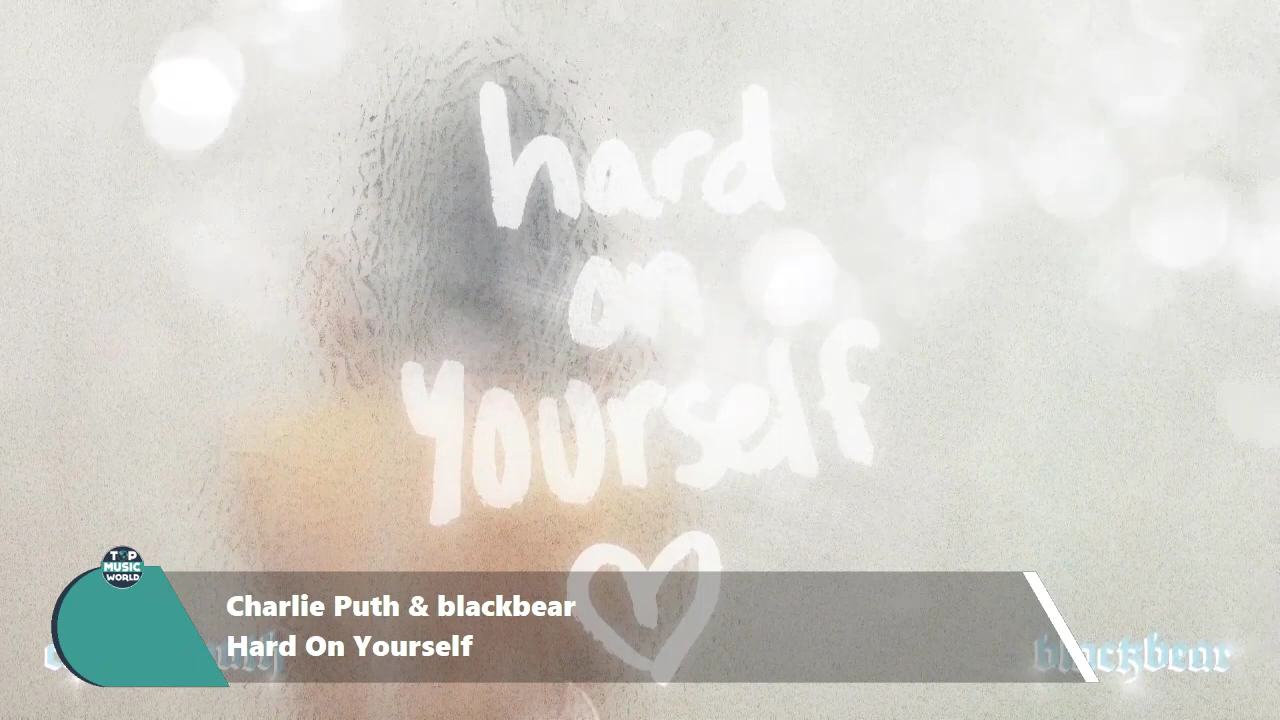 hard
on
yourself
TOP
MUSIC
WORLD
Charlie Puth & blackbear
Hard On Yourself
blackbear